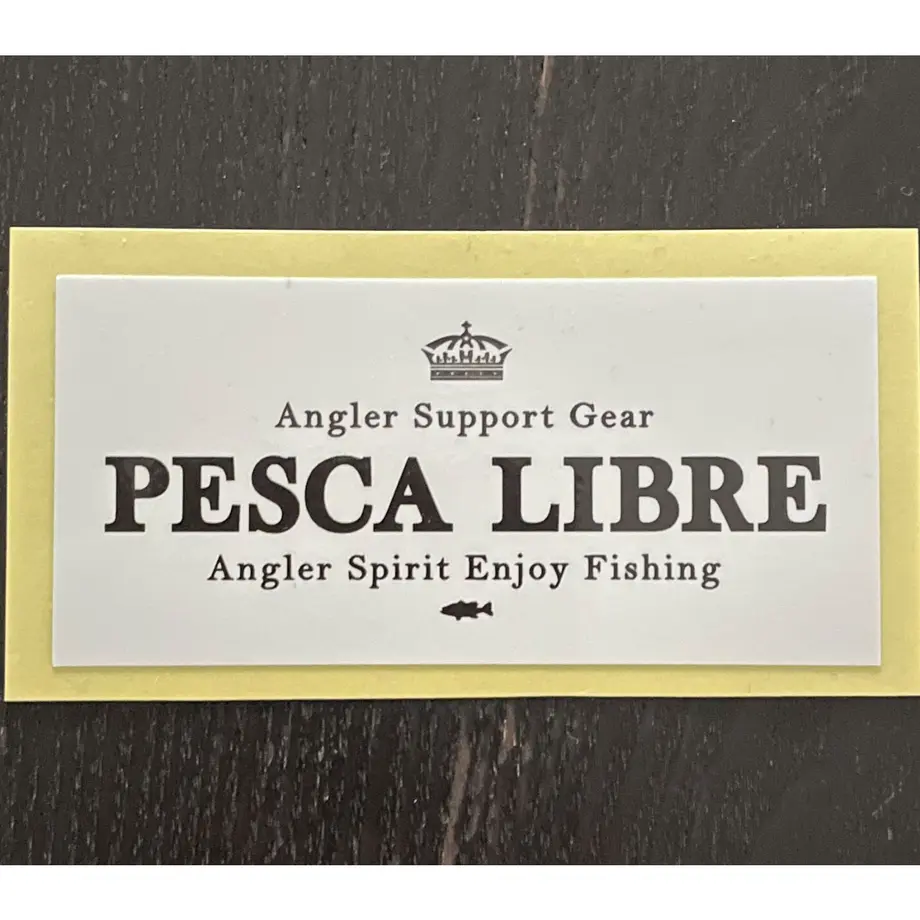 Angler Support Gear
PESCA LIBRE
Angler Spirit Enjoy Fishing